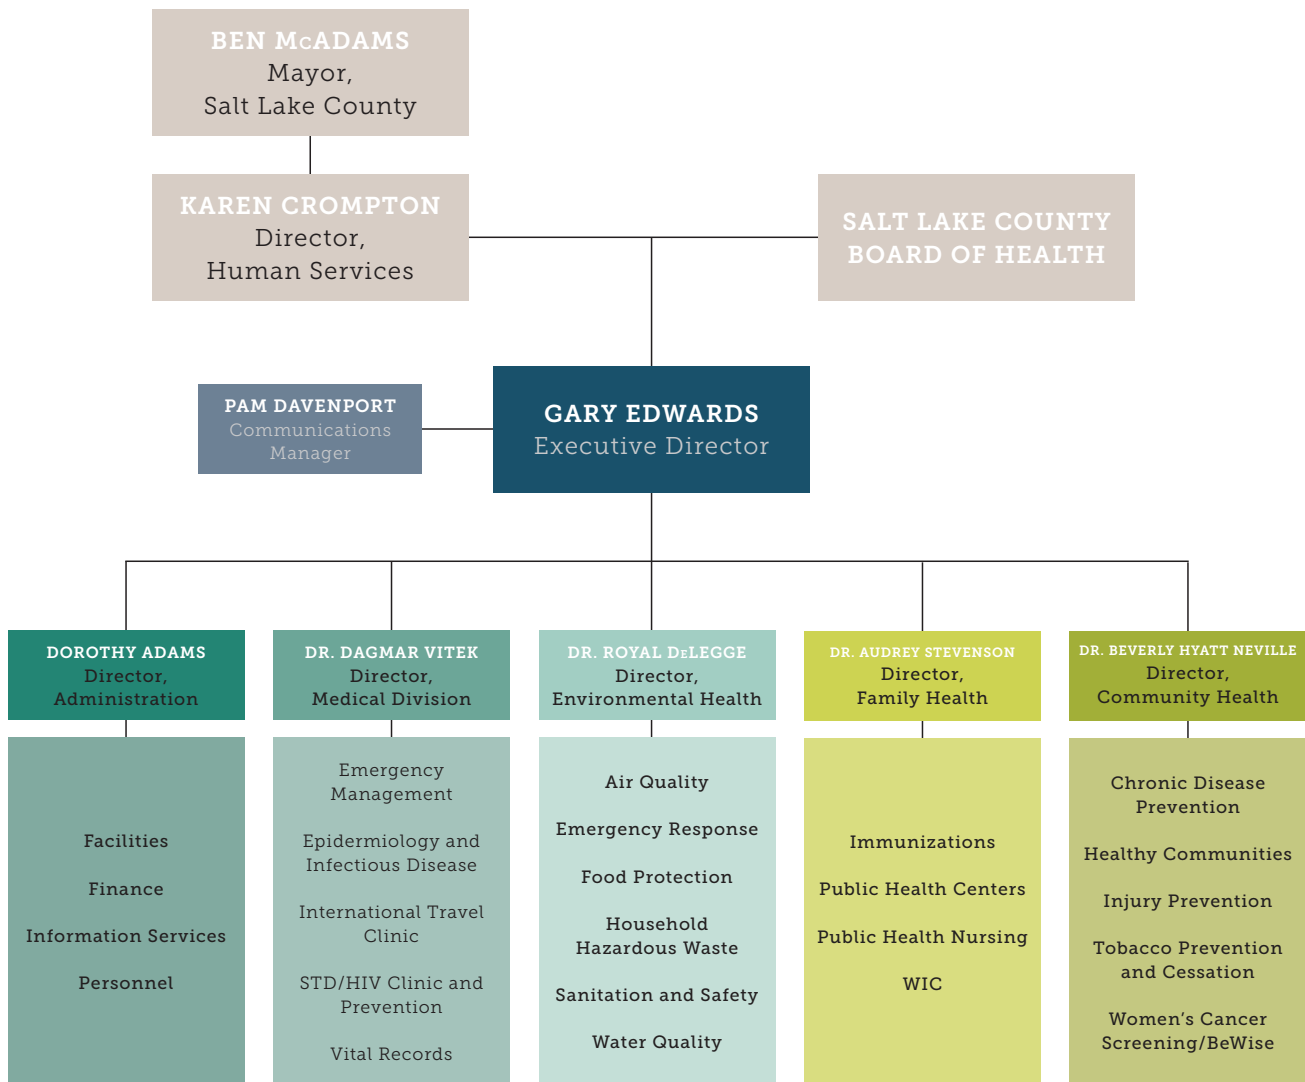 BEN McADAMS
Mayor,
Salt Lake County
KAREN CROMPTON
Director,
Human Services
SALT LAKE COUNTY
BOARD OF HEALTH
PAM DAVENPORT
Communications
Manager
GARY EDWARDS
Executive Director
DOROTHY ADAMS
Director,
Administration
DR. DAGMAR VITEK
Director,
Medical Division
DR. ROYAL DeLEGGE
Director,
Environmental Health
DR. AUDREY STEVENSON
Director,
Family Health
DR. BEVERLY HYATT NEVILLE
Director,
Community Health
Facilities
Finance
Information Services
Personnel
Emergency
Management
Epidermiology and
Infectious Disease
International Travel
Clinic
STD/HIV Clinic and
Prevention
Vital Records
Air Quality
Emergency Response
Food Protection
Household
Hazardous Waste
Sanitation and Safety
Water Quality
Immunizations
Public Health Centers
Public Health Nursing
WIC
Chronic Disease
Prevention
Healthy Communities
Injury Prevention
Tobacco Prevention
and Cessation
Women's Cancer
Screening/BeWise